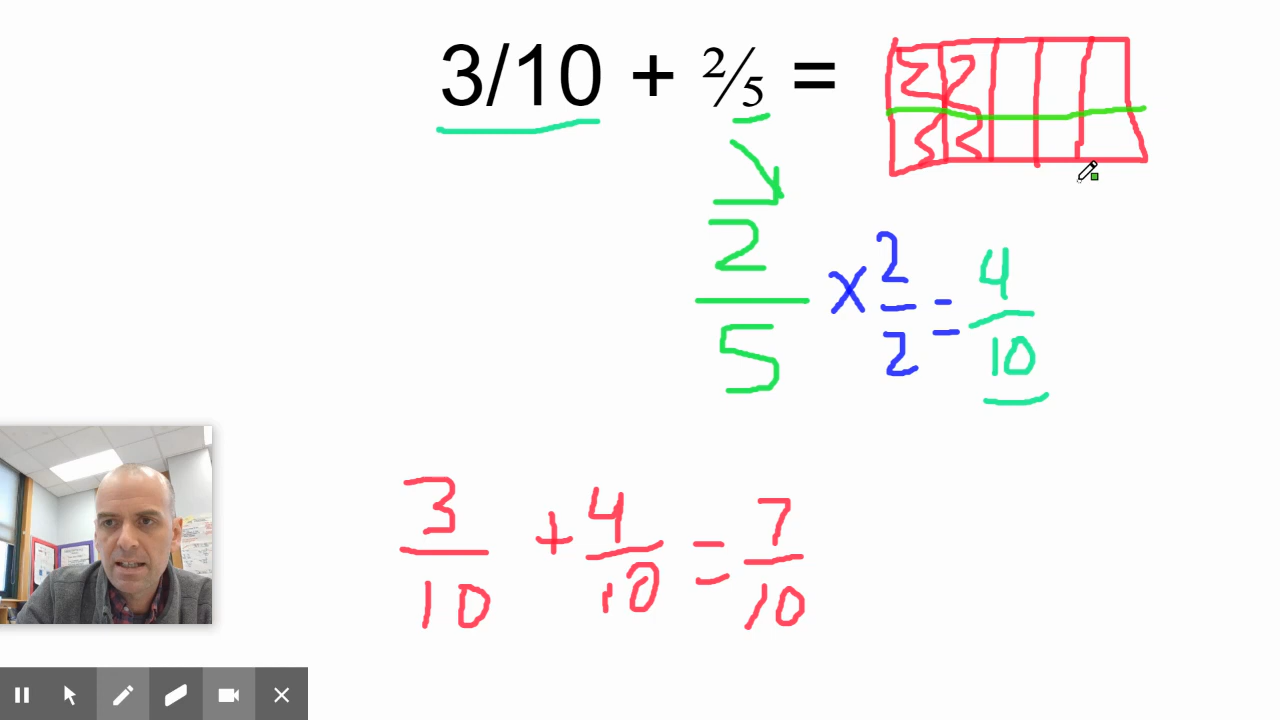 3/10 + ⅖ =
2/5 × 2/2 = 4/10
3/10 + 4/10 = 7/10